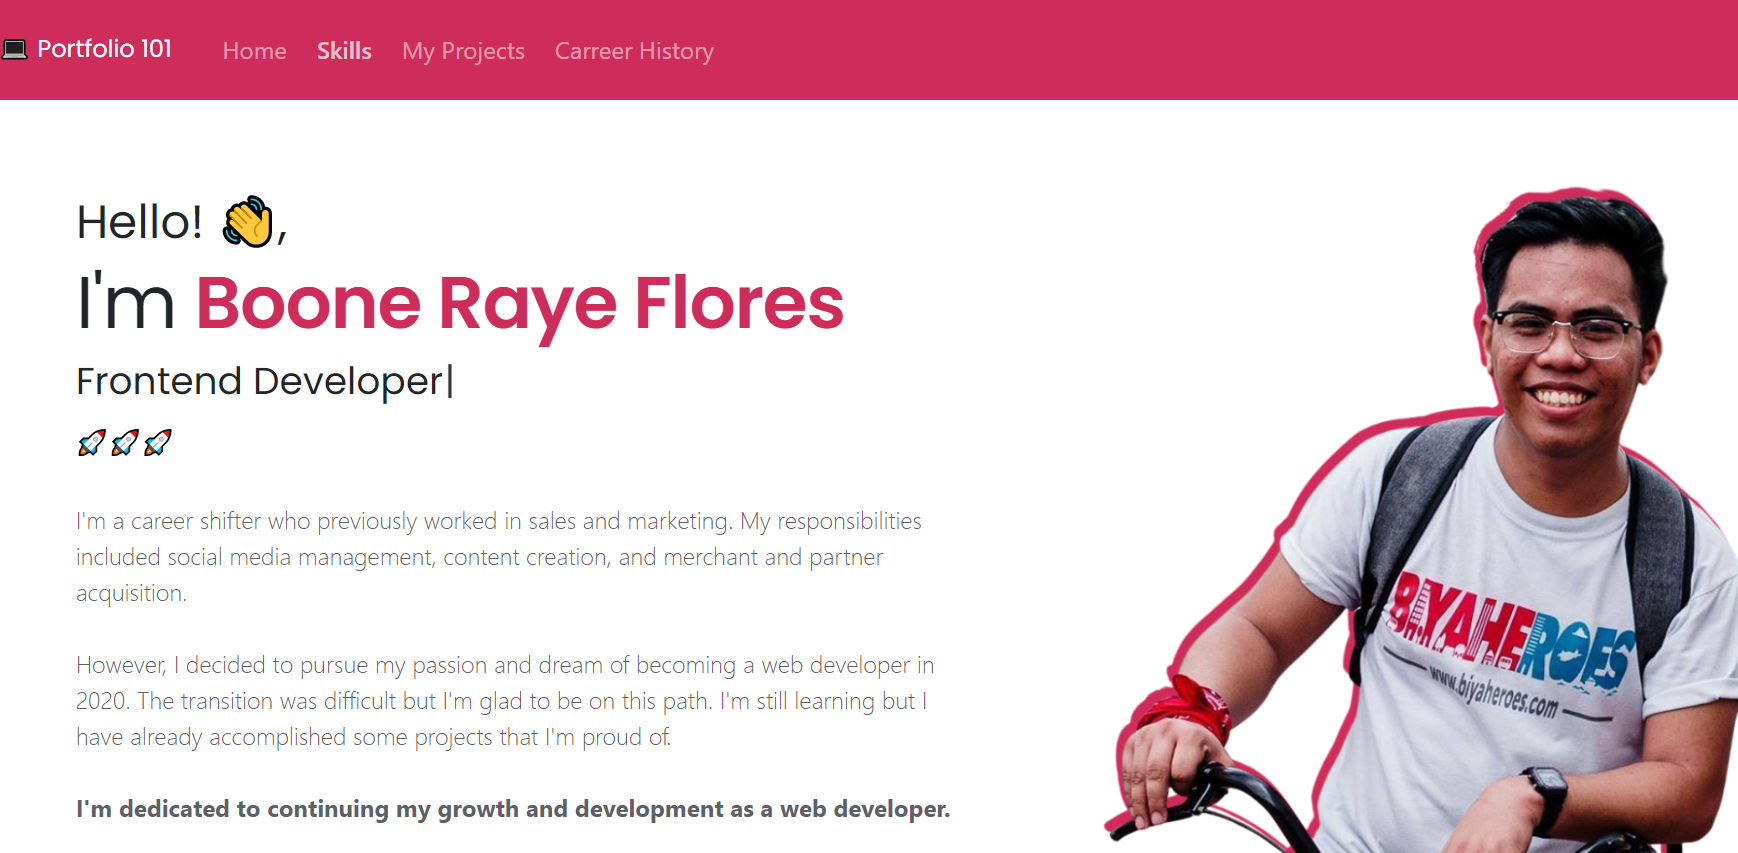 💻 Portfolio 101 Home Skills My Projects Carreer History
Hello! 👋,
I'm Boone Raye Flores
Frontend Developer|
🚀🚀🚀
I'm a career shifter who previously worked in sales and marketing. My responsibilities
included social media management, content creation, and merchant and partner
acquisition.
However, I decided to pursue my passion and dream of becoming a web developer in
2020. The transition was difficult but I'm glad to be on this path. I'm still learning but I
have already accomplished some projects that I'm proud of.
I'm dedicated to continuing my growth and development as a web developer.
BIYAHEROES
www.biyaheroes.com